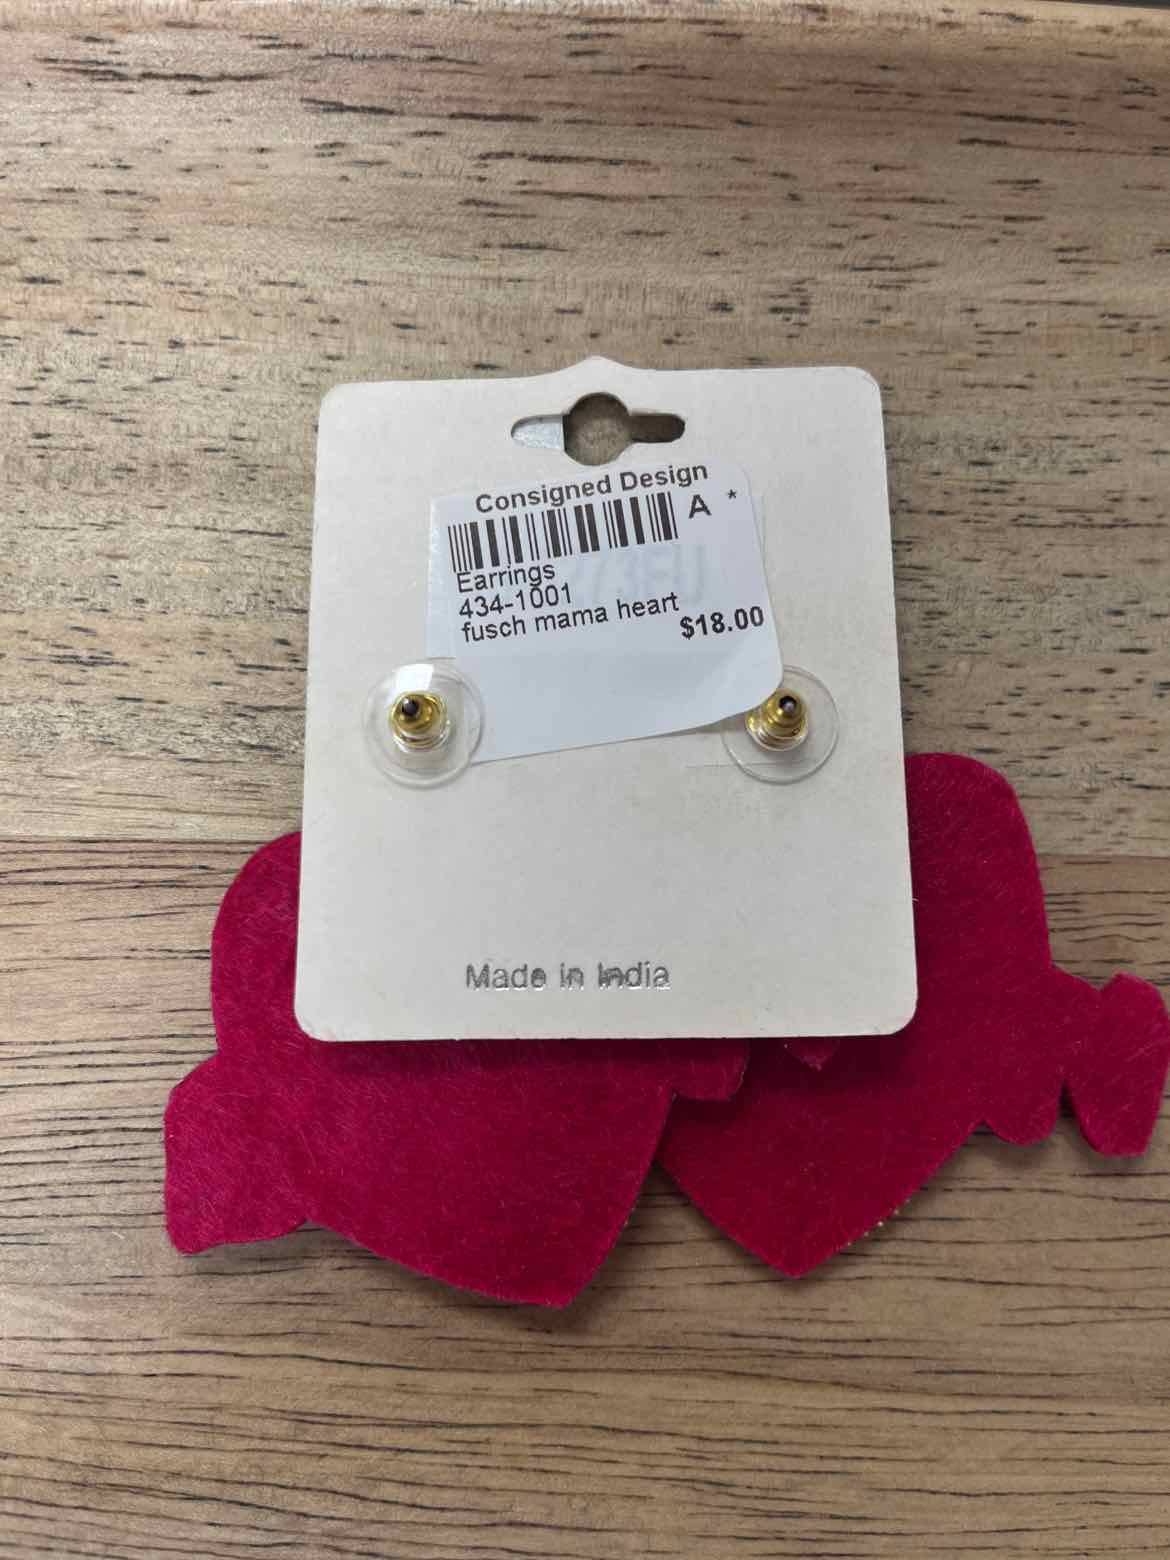 Consigned Design
A *
Earrings
434-1001
fusch mama heart
$18.00
Made in India